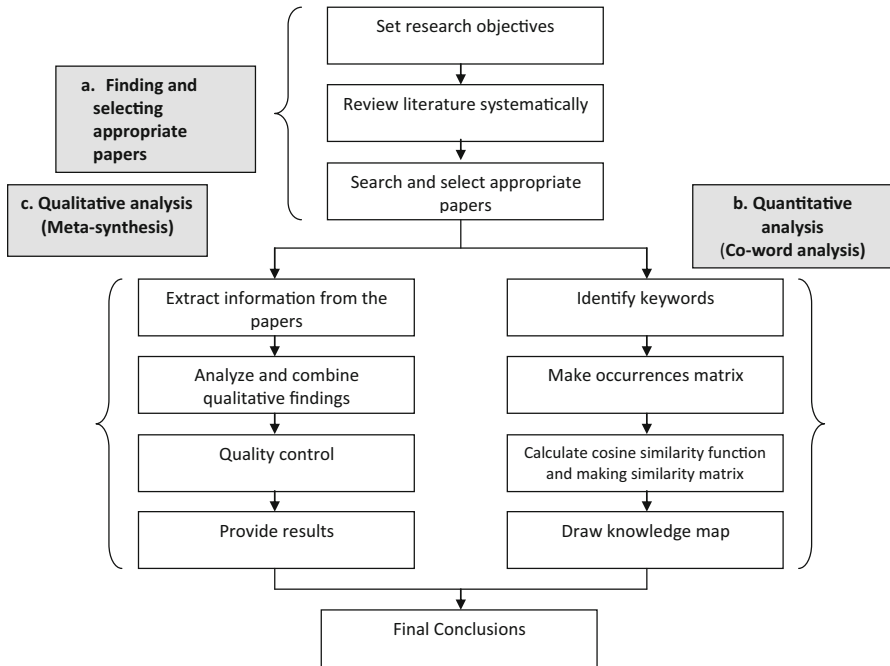 Set research objectives
a. Finding and
selecting
appropriate
papers
Review literature systematically
Search and select appropriate
papers
c. Qualitative analysis
(Meta-synthesis)
b. Quantitative
analysis
(Co-word analysis)
Extract information from the
papers
Analyze and combine
qualitative findings
Quality control
Provide results
Identify keywords
Make occurrences matrix
Calculate cosine similarity function
and making similarity matrix
Draw knowledge map
Final Conclusions